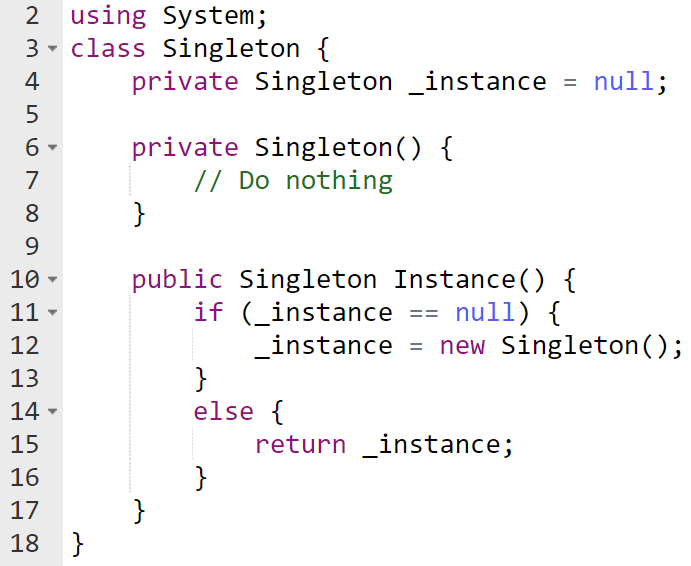 2 using System;
3 class Singleton {
4     private Singleton _instance = null;
5
6     private Singleton() {
7         // Do nothing
8     }
9
10     public Singleton Instance() {
11         if (_instance == null) {
12             _instance = new Singleton();
13         }
14         else {
15             return _instance;
16         }
17     }
18 }